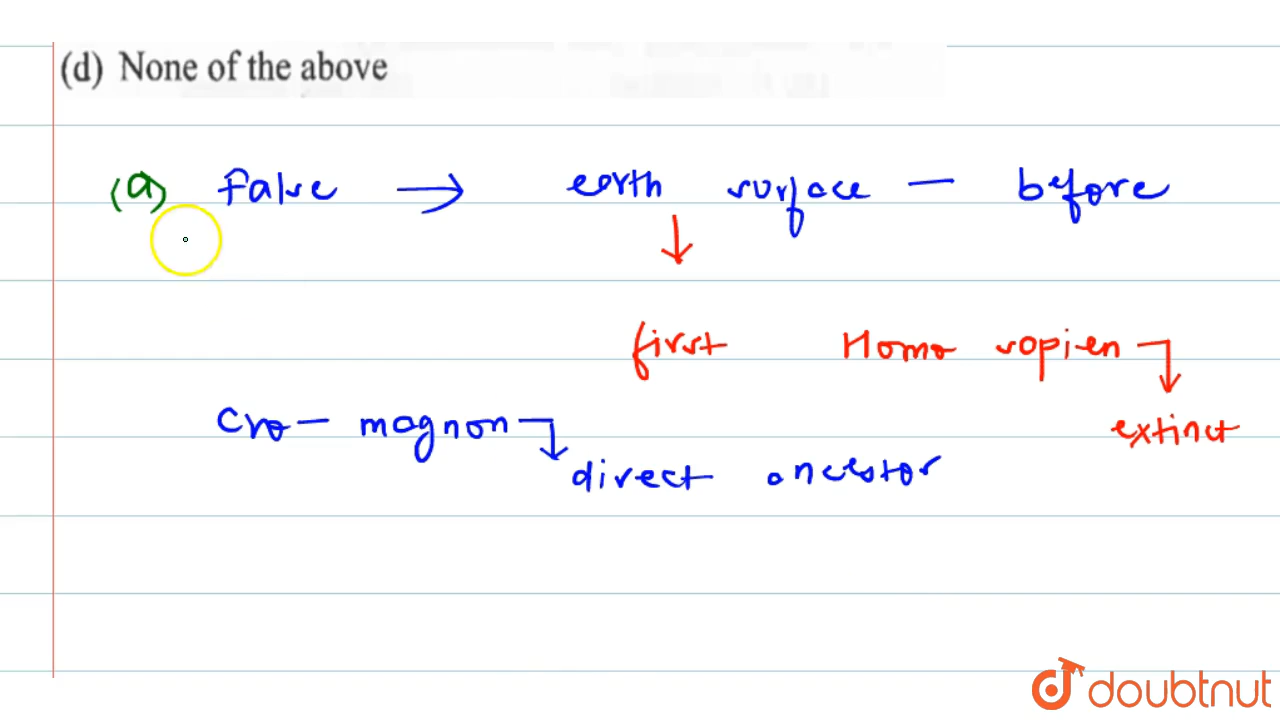 (d) None of the above
(a) False → earth surface - before
↓
first Homo sapien
extinct
Cro - magnon
direct ancestor
doubtnut